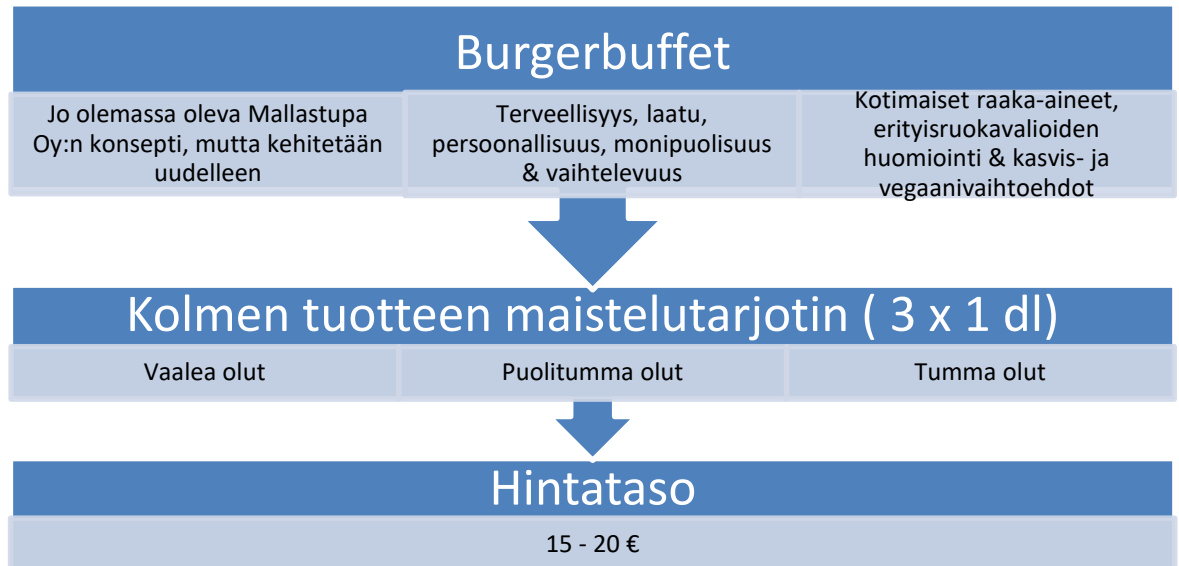 Burgerbuffet
Jo olemassa oleva Mallastupa
Oy:n konsepti, mutta kehitetään
uudelleen
Terveellisyys, laatu,
persoonallisuus, monipuolisuus
& vaihtelevuus
Kotimaiset raaka-aineet,
erityisruokavalioiden
huomiointi & kasvis- ja
vegaanivaihtoehdot
Kolmen tuotteen maistelutarjotin ( 3 x 1 dl)
Vaalea olut
Puolitumma olut
Tumma olut
Hintataso
15 - 20 €